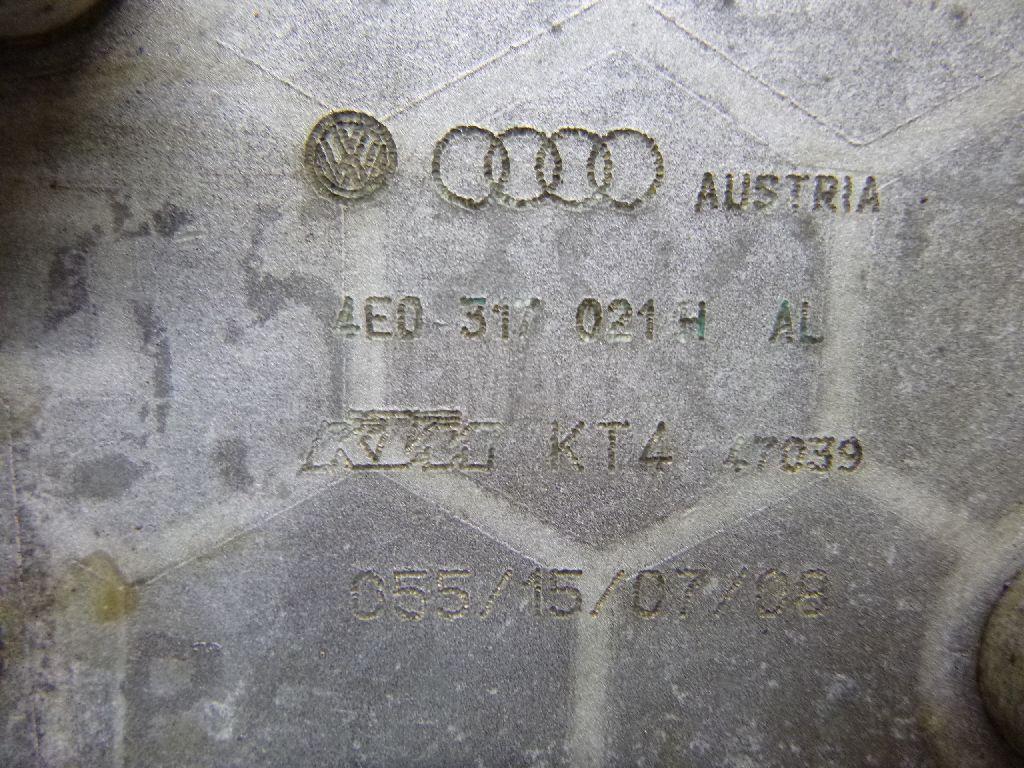 AUSTRIA
4E0 317 021 H AL
KT4 47039
055/15/07/08